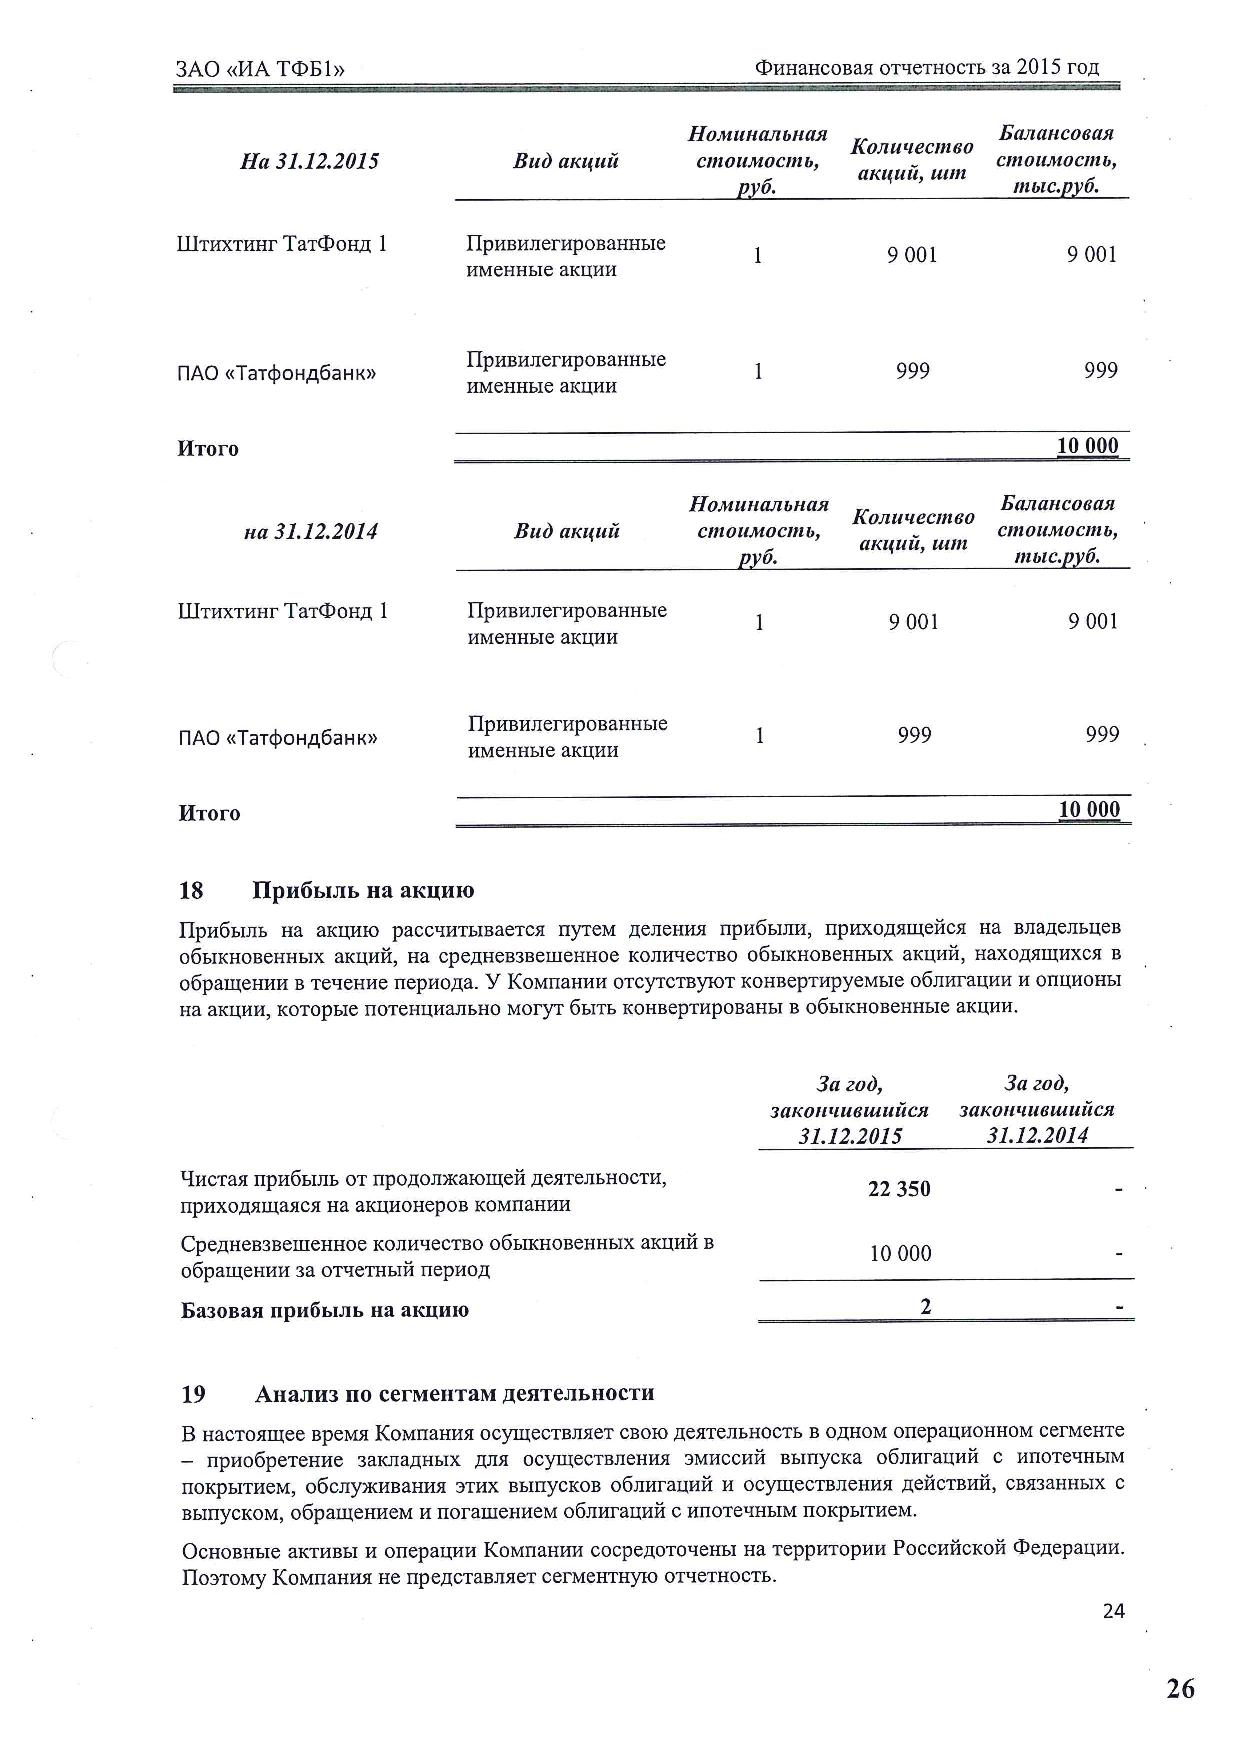 ЗАО «ИА ТФБ1» Финансовая отчетность за 2015 год
На 31.12.2015 Вид акций Номинальная стоимость, руб. Количество акций, шт Балансовая стоимость, тыс.руб.
Штихтинг ТатФонд 1 Привилегированные именные акции 1 9 001 9 001
ПАО «Татфондбанк» Привилегированные именные акции 1 999 999
Итого 10 000
на 31.12.2014 Вид акций Номинальная стоимость, руб. Количество акций, шт Балансовая стоимость, тыс.руб.
Штихтинг ТатФонд 1 Привилегированные именные акции 1 9 001 9 001
ПАО «Татфондбанк» Привилегированные именные акции 1 999 999
Итого 10 000
18 Прибыль на акцию
Прибыль на акцию рассчитывается путем деления прибыли, приходящейся на владельцев
обыкновенных акций, на средневзвешенное количество обыкновенных акций, находящихся в
обращении в течение периода. У Компании отсутствуют конвертируемые облигации и опционы
на акции, которые потенциально могут быть конвертированы в обыкновенные акции.
За год, закончившийся 31.12.2015 За год, закончившийся 31.12.2014
Чистая прибыль от продолжающей деятельности, приходящаяся на акционеров компании 22 350 -
Средневзвешенное количество обыкновенных акций в обращении за отчетный период 10 000 -
Базовая прибыль на акцию 2 -
19 Анализ по сегментам деятельности
В настоящее время Компания осуществляет свою деятельность в одном операционном сегменте
– приобретение закладных для осуществления эмиссий выпуска облигаций с ипотечным
покрытием, обслуживания этих выпусков облигаций и осуществления действий, связанных с
выпуском, обращением и погашением облигаций с ипотечным покрытием.
Основные активы и операции Компании сосредоточены на территории Российской Федерации.
Поэтому Компания не представляет сегментную отчетность.
24
26